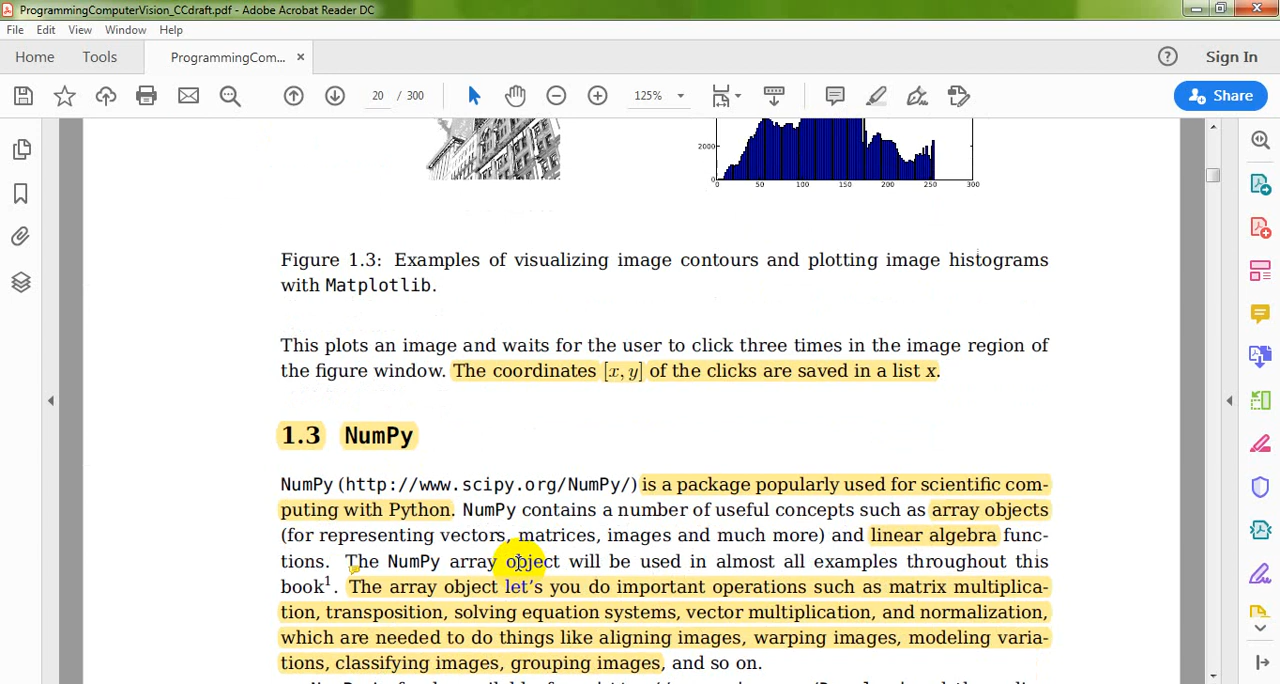 ProgrammingComputerVision_CCdraft.pdf - Adobe Acrobat Reader DC
File Edit View Window Help
Home Tools ProgrammingCom... ×
? Sign In
20 / 300 125% Share
2000
0
0 50 100 150 200 250 300
Figure 1.3: Examples of visualizing image contours and plotting image histograms
with Matplotlib.
This plots an image and waits for the user to click three times in the image region of
the figure window. The coordinates [x, y] of the clicks are saved in a list x.
1.3 NumPy
NumPy (http://www.scipy.org/NumPy/) is a package popularly used for scientific com-
puting with Python. NumPy contains a number of useful concepts such as array objects
(for representing vectors, matrices, images and much more) and linear algebra func-
tions. The NumPy array object will be used in almost all examples throughout this
book1. The array object let's you do important operations such as matrix multiplica-
tion, transposition, solving equation systems, vector multiplication, and normalization,
which are needed to do things like aligning images, warping images, modeling varia-
tions, classifying images, grouping images, and so on.